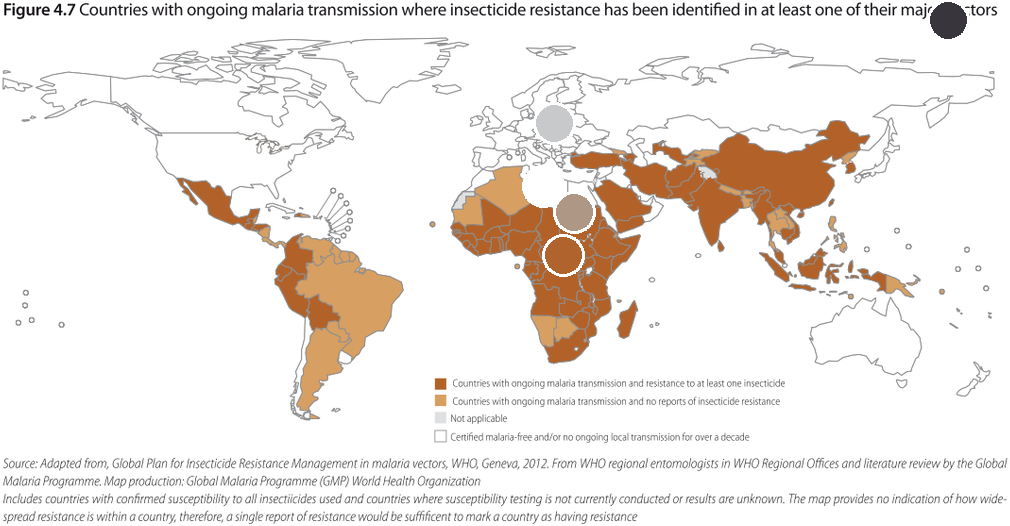 Figure 4.7 Countries with ongoing malaria transmission where insecticide resistance has been identified in at least one of their
Countries with ongoing malaria transmission and resistance to at least one insecticide
Countries with ongoing malaria transmission and no reports of insecticide resistance
Not applicable
Certified malaria-free and/or no ongoing local transmission for over a decade
Source: Adapted from, Global Plan for Insecticide Resistance Management in malaria vectors, WHO, Geneva, 2012. From WHO regional entomologists in WHO Regional Offices and literature review by the Global
Malaria Programme. Map production: Global Malaria Programme (GMP) World Health Organization
Includes countries with confirmed susceptibility to all insectiicides used and countries where susceptibility testing is not currently conducted or results are unknown. The map provides no indication of how wide-
spread resistance is within a country, therefore, a single report of resistance would be suffificent to mark a country as having resistance